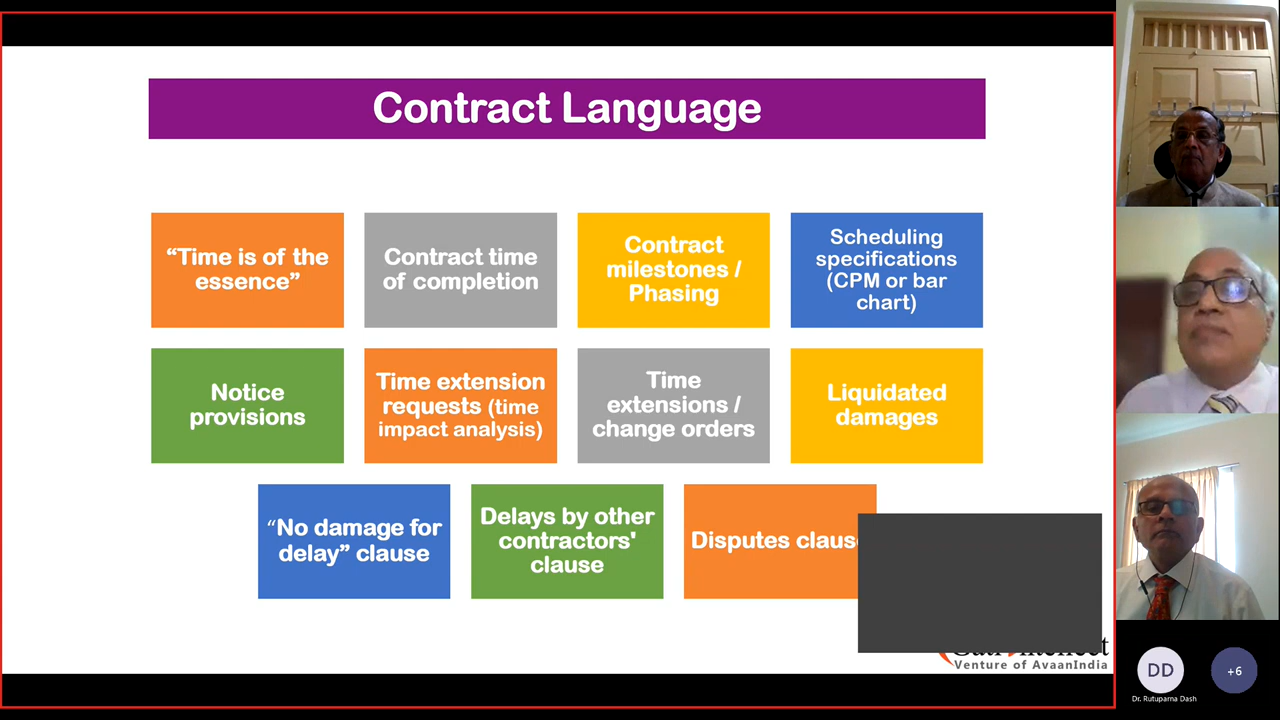 Contract Language
“Time is of the
essence”
Contract time
of completion
Contract
milestones /
Phasing
Scheduling
specifications
(CPM or bar
chart)
Notice
provisions
Time extension
requests (time
impact analysis)
Time
extensions /
change orders
Liquidated
damages
“No damage for
delay” clause
Delays by other
contractors'
clause
Disputes
Venture of AvaanIndia
DD
+6
Dr. Rutuparna Dash